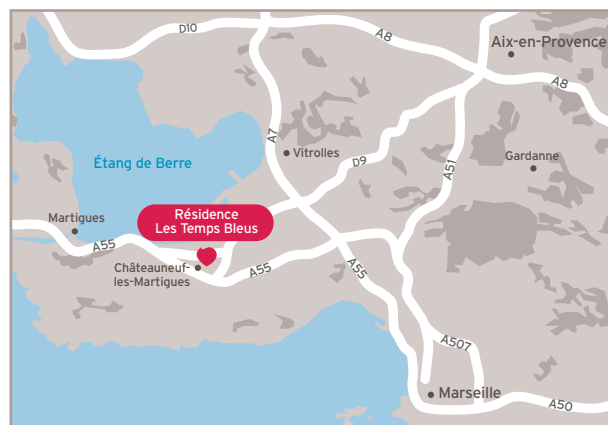 D10
A8
Aix-en-Provence
A8
A7
Vitrolles
D9
Étang de Berre
A51
Gardanne
Martigues
Résidence
Les Temps Bleus
A55
Châteauneuf-
les-Martigues
A55
A55
A507
Marseille
A50